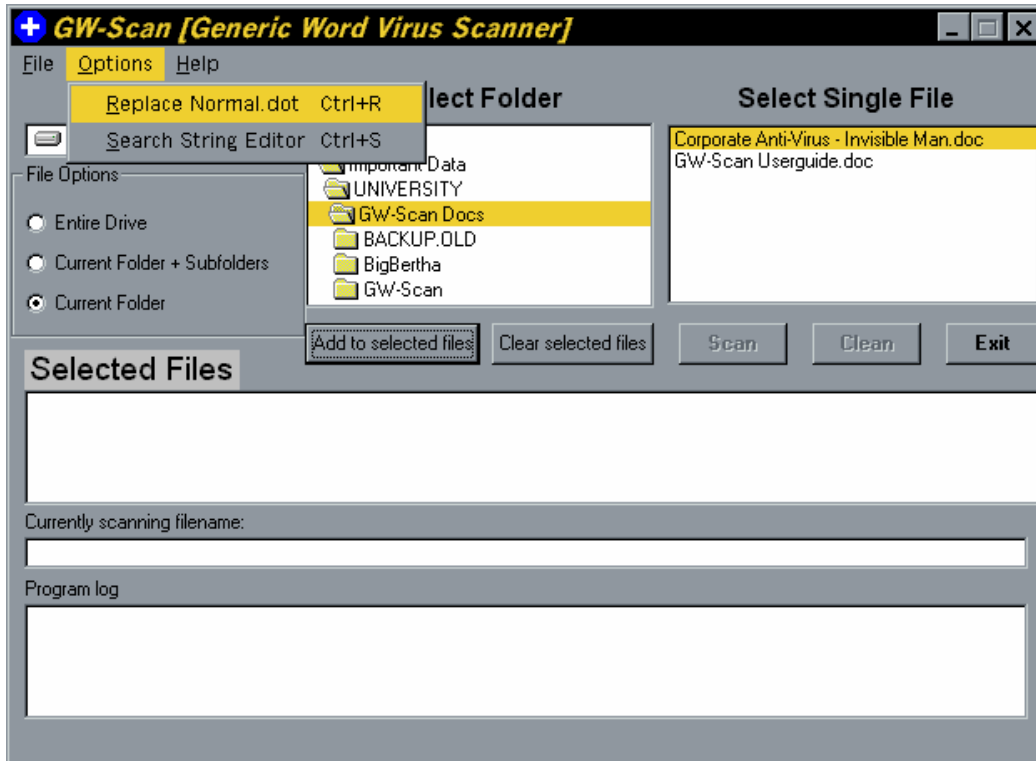 GW-Scan [Generic Word Virus Scanner]
File Options Help
Replace Normal.dot Ctrl+R
Search String Editor Ctrl+S
lect Folder
Select Single File
Important Data
UNIVERSITY
GW-Scan Docs
BACKUP.OLD
BigBertha
GW-Scan
Corporate Anti-Virus - Invisible Man.doc
GW-Scan Userguide.doc
File Options
Entire Drive
Current Folder + Subfolders
Current Folder
Add to selected files Clear selected files Scan Clean Exit
Selected Files
Currently scanning filename:
Program log